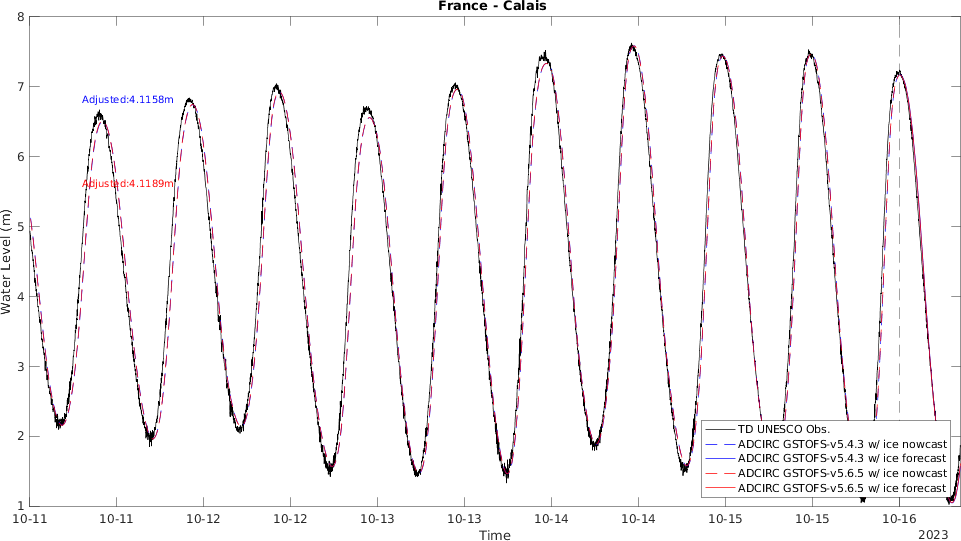 France - Calais
8
7
6
5
4
3
2
1
Water Level (m)
Adjusted:4.1158m
Adjusted:4.1189m
TD UNESCO Obs.
ADCIRC GSTOFS-v5.4.3 w/ ice nowcast
ADCIRC GSTOFS-v5.4.3 w/ ice forecast
ADCIRC GSTOFS-v5.6.5 w/ ice nowcast
ADCIRC GSTOFS-v5.6.5 w/ ice forecast
10-11 10-11 10-12 10-12 10-13 10-13 10-14 10-14 10-15 10-15 10-16
Time
2023